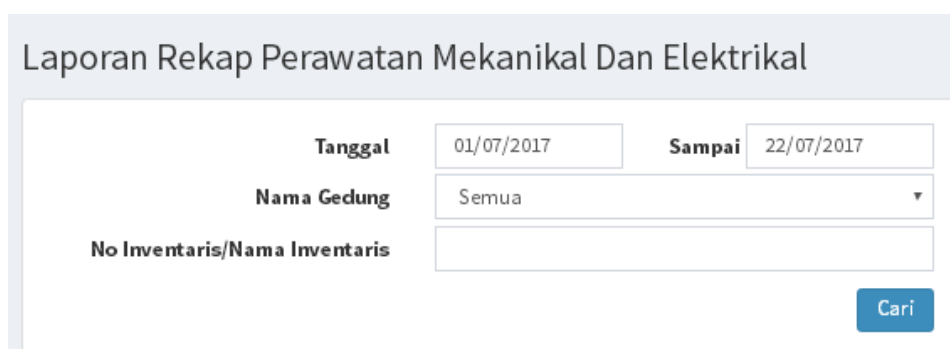 Laporan Rekap Perawatan Mekanikal Dan Elektrikal
Tanggal 01/07/2017 Sampai 22/07/2017
Nama Gedung Semua
No Inventaris/Nama Inventaris
Cari